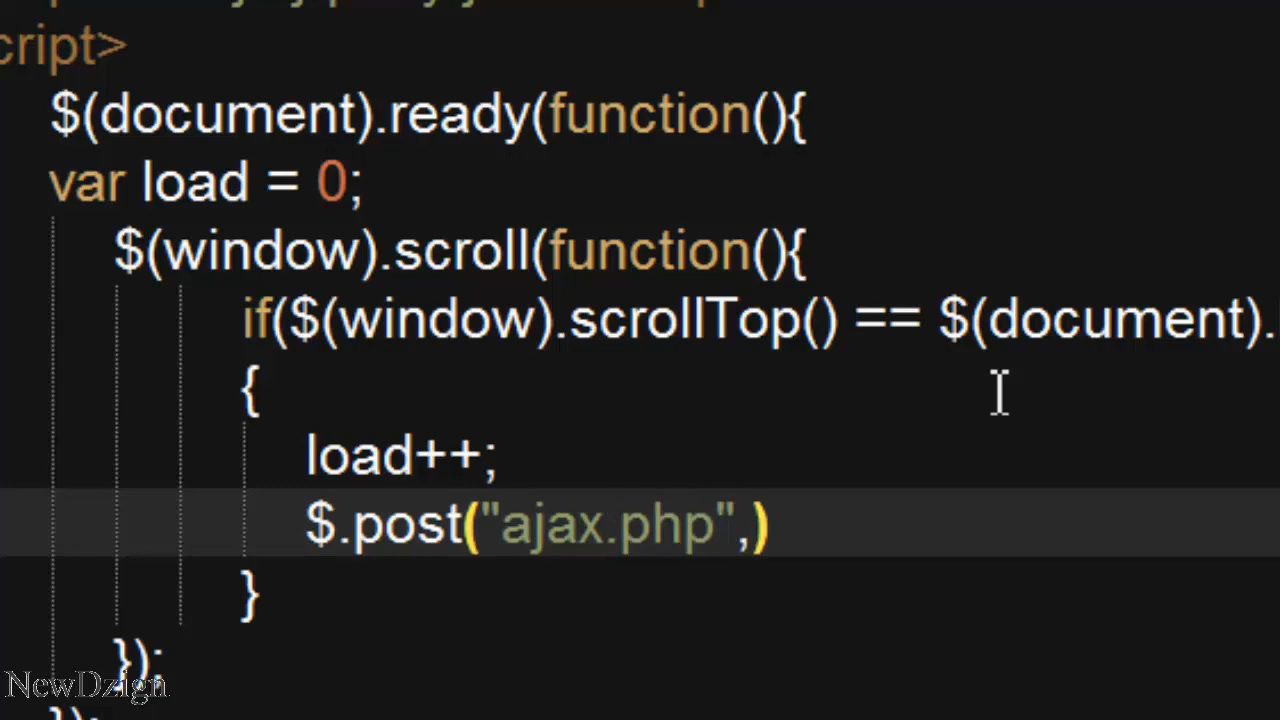 cript>
$(document).ready(function(){
var load = 0;
$(window).scroll(function(){
if($(window).scrollTop() == $(document).
{
load++;
$.post("ajax.php",)
}
});
NewDzign
});